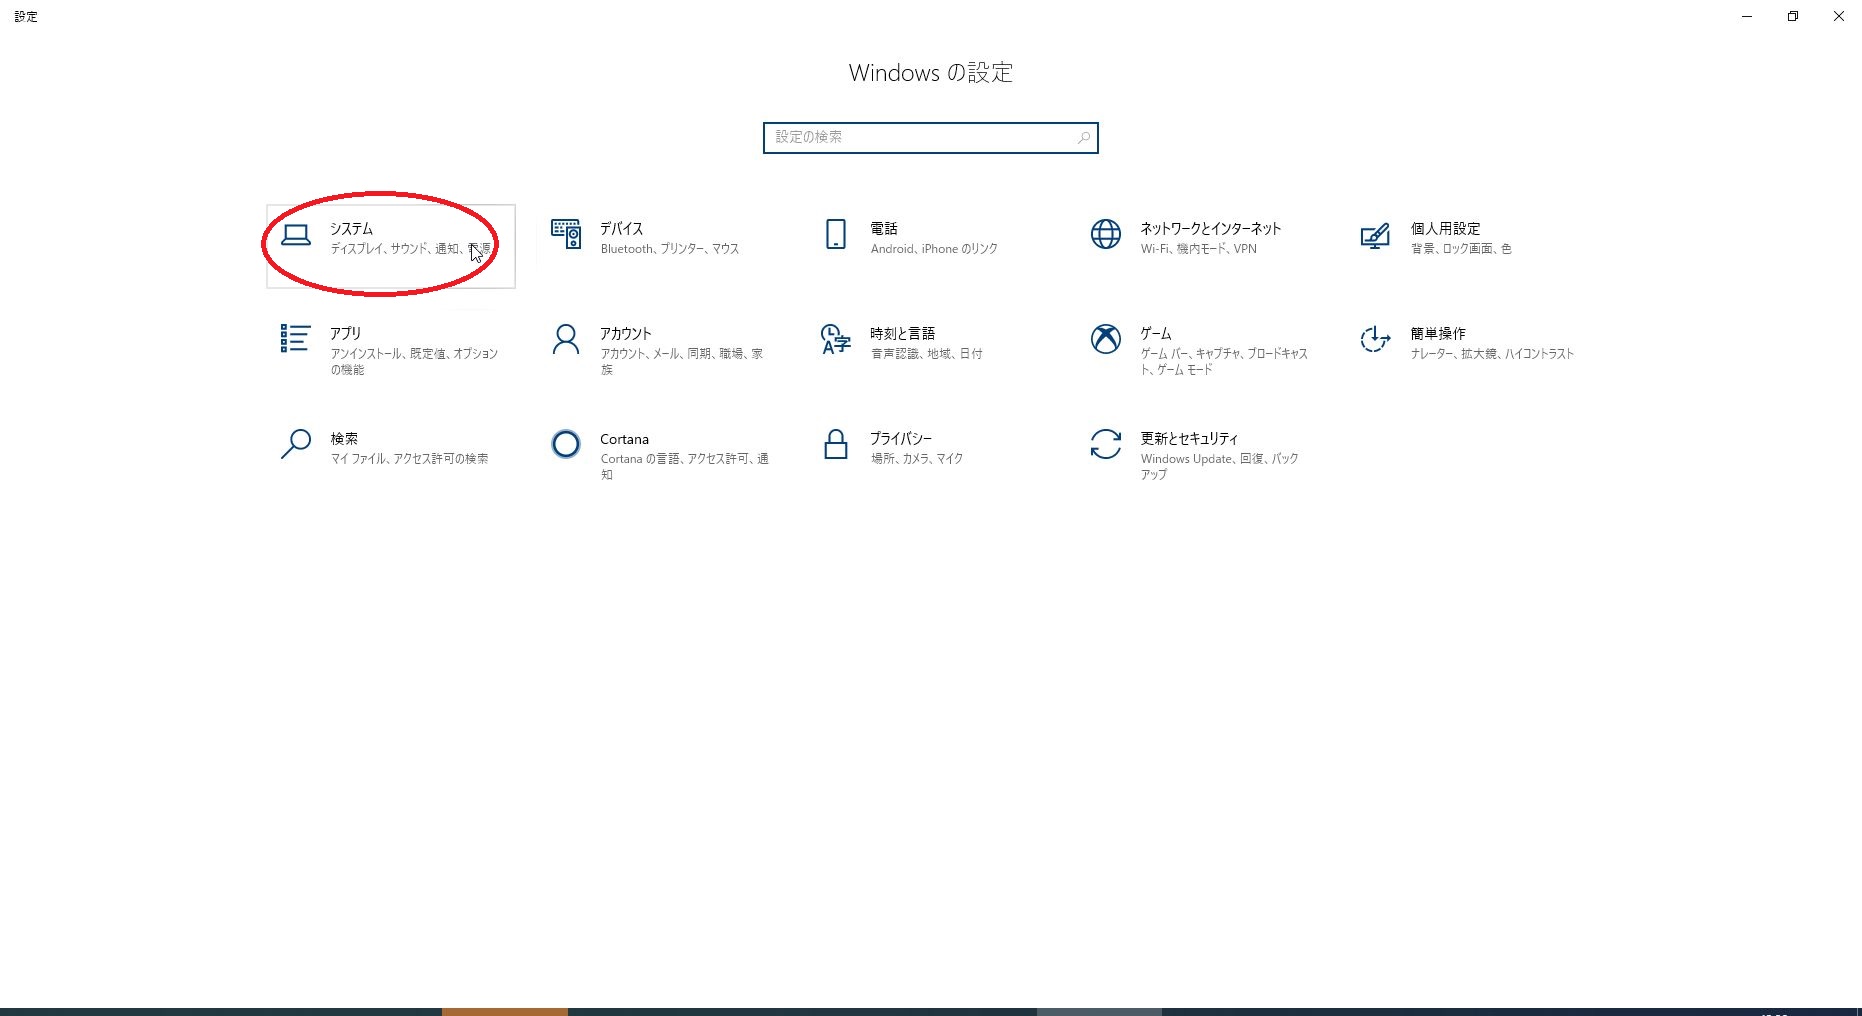 設定
Windows の設定
設定の検索
システム
ディスプレイ、サウンド、通知、電源
デバイス
Bluetooth、プリンター、マウス
電話
Android、iPhone のリンク
ネットワークとインターネット
Wi-Fi、機内モード、VPN
個人用設定
背景、ロック画面、色
アプリ
アンインストール、既定値、オプション
の機能
アカウント
アカウント、メール、同期、職場、家
族
時刻と言語
音声認識、地域、日付
ゲーム
ゲーム バー、キャプチャ、ブロードキャス
ト、ゲーム モード
簡単操作
ナレーター、拡大鏡、ハイコントラスト
検索
マイ ファイル、アクセス許可の検索
Cortana
Cortana の言語、アクセス許可、通
知
プライバシー
場所、カメラ、マイク
更新とセキュリティ
Windows Update、回復、バック
アップ